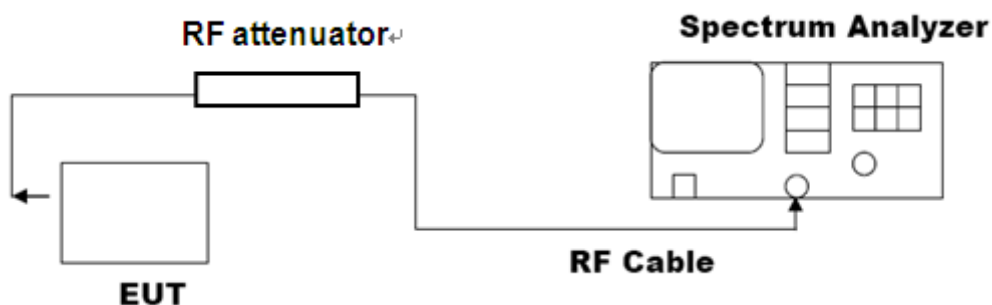 RF attenuator↵
Spectrum Analyzer
RF Cable
EUT